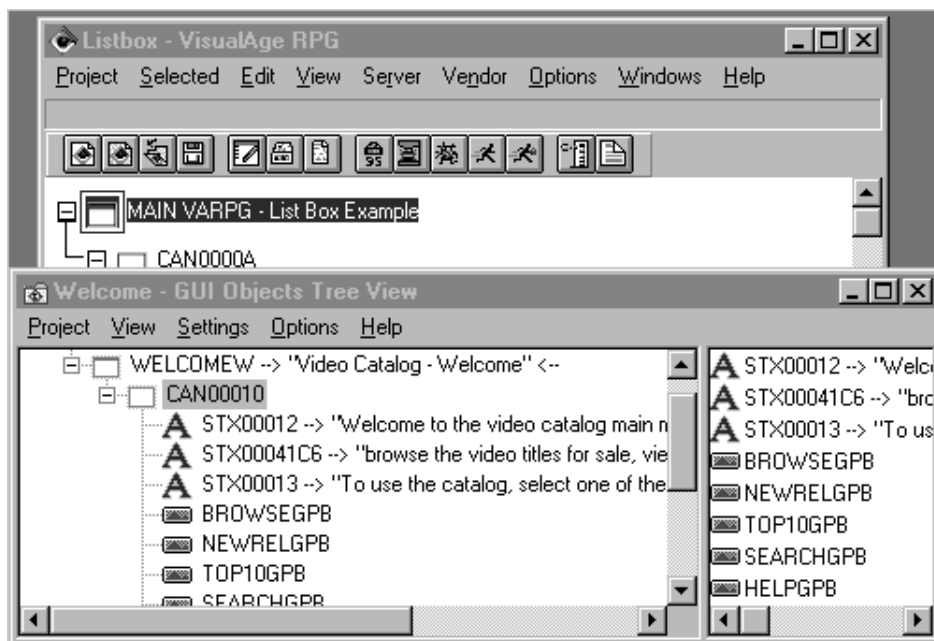 Listbox - VisualAge RPG
Project Selected Edit View Server Vendor Options Windows Help
95
MAIN VARPG - List Box Example
CAN0000A
Welcome - GUI Objects Tree View
Project View Settings Options Help
WELCOMEW --> "Video Catalog - Welcome" <--
CAN00010
STX00012 --> "Welcome to the video catalog main
STX00041C6 --> "browse the video titles for sale, vie
STX00013 --> "To use the catalog, select one of the
BROWSEGPB
NEWRELGPB
TOP10GPB
SEARCHGPB
STX00012 --> "Welc
STX00041C6 --> "bro
STX00013 --> "To us
BROWSEGPB
NEWRELGPB
TOP10GPB
SEARCHGPB
HELPGPB